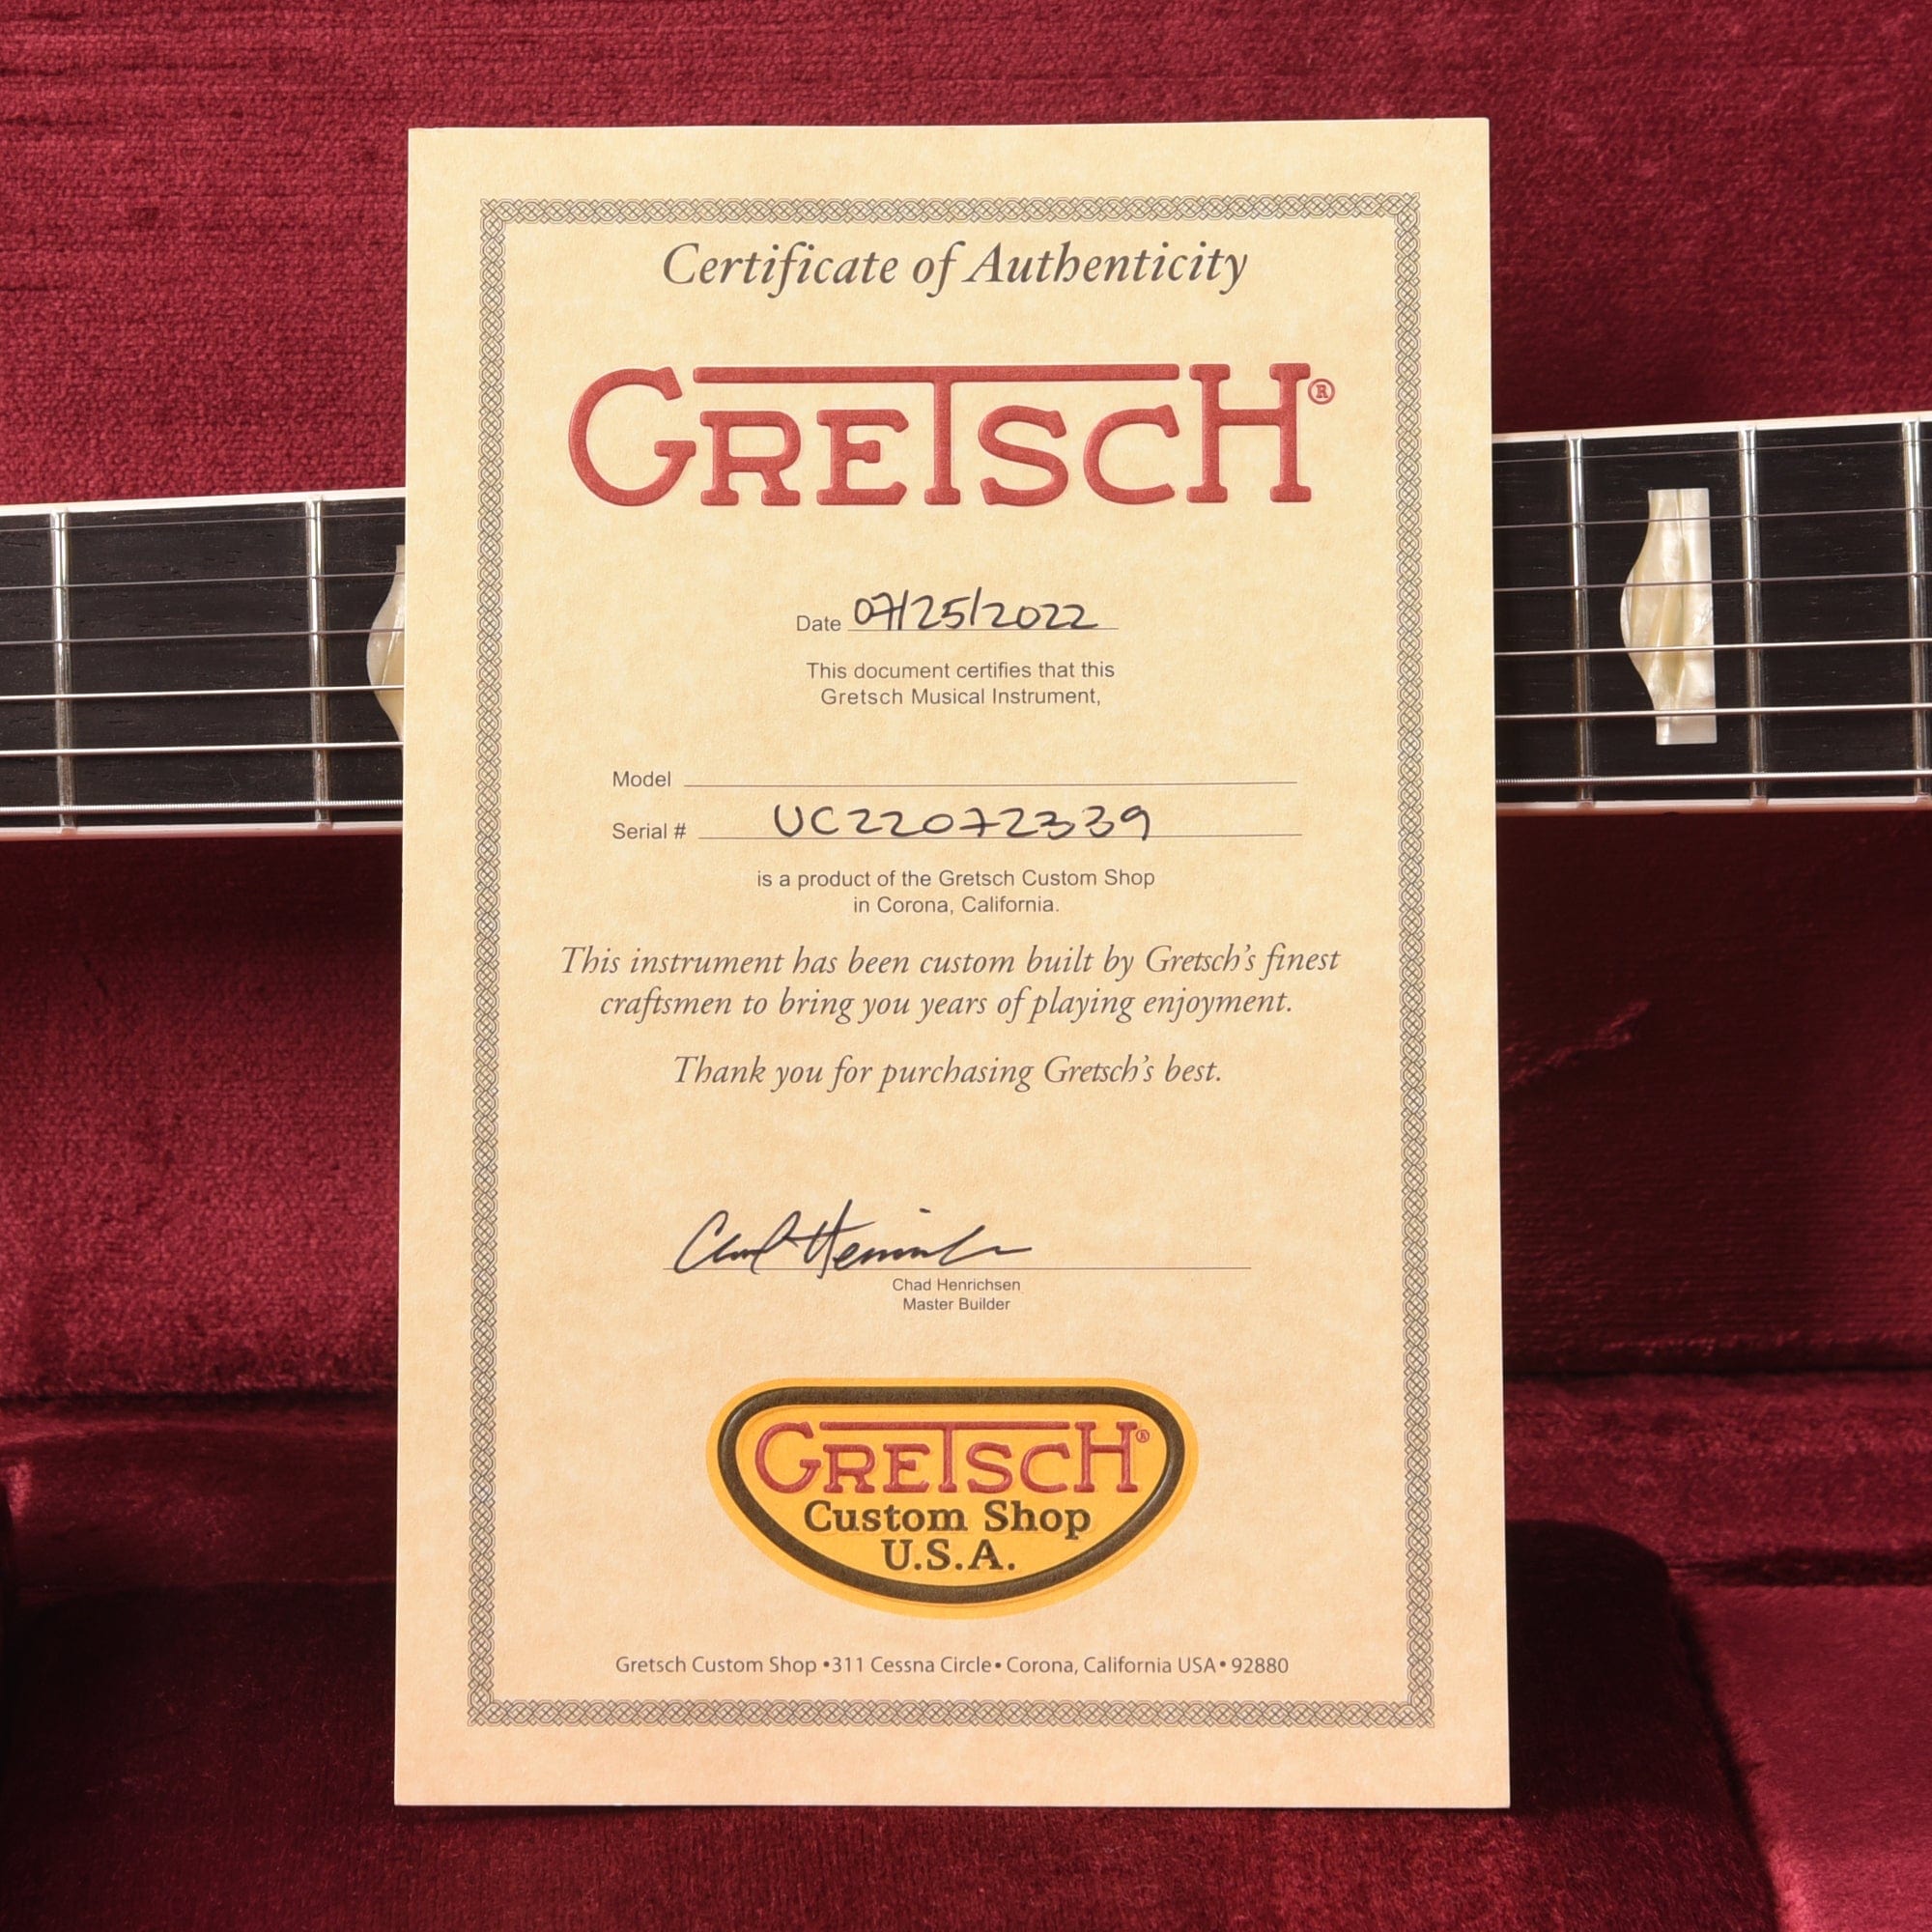 Certificate of Authenticity
GRETSCH®
Date 07/25/2022
This document certifies that this
Gretsch Musical Instrument,
Model
Serial # UC22072339
is a product of the Gretsch Custom Shop
in Corona, California.
This instrument has been custom built by Gretsch's finest
craftsmen to bring you years of playing enjoyment.
Thank you for purchasing Gretsch's best.
Chad Henrichsen
Chad Henrichsen
Master Builder
GRETSCH®
Custom Shop
U.S.A.
Gretsch Custom Shop •311 Cessna Circle• Corona, California USA• 92880